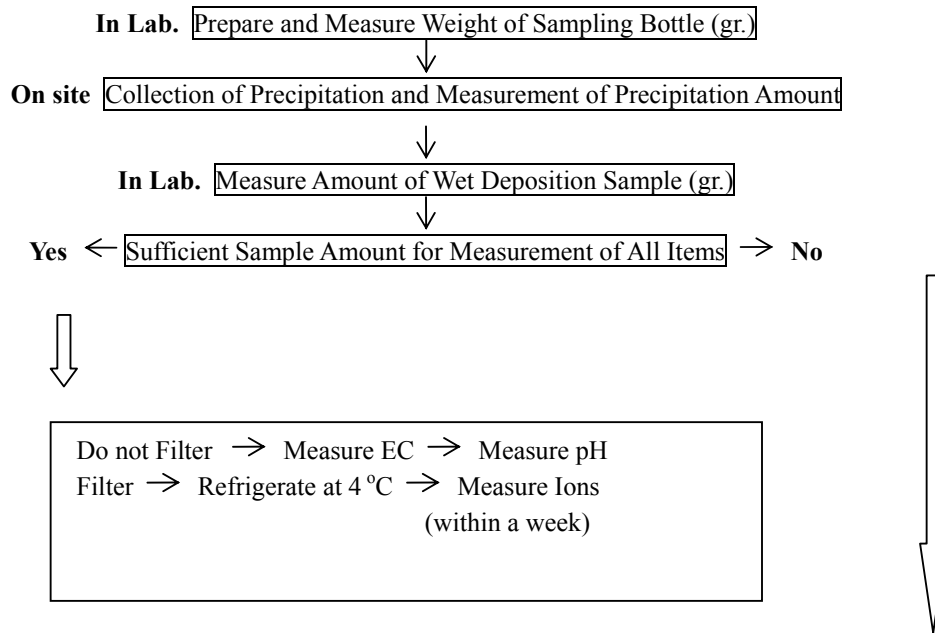 In Lab. Prepare and Measure Weight of Sampling Bottle (gr.)
On site Collection of Precipitation and Measurement of Precipitation Amount
In Lab. Measure Amount of Wet Deposition Sample (gr.)
Yes ← Sufficient Sample Amount for Measurement of All Items → No
Do not Filter → Measure EC → Measure pH
Filter → Refrigerate at 4 °C → Measure Ions
(within a week)